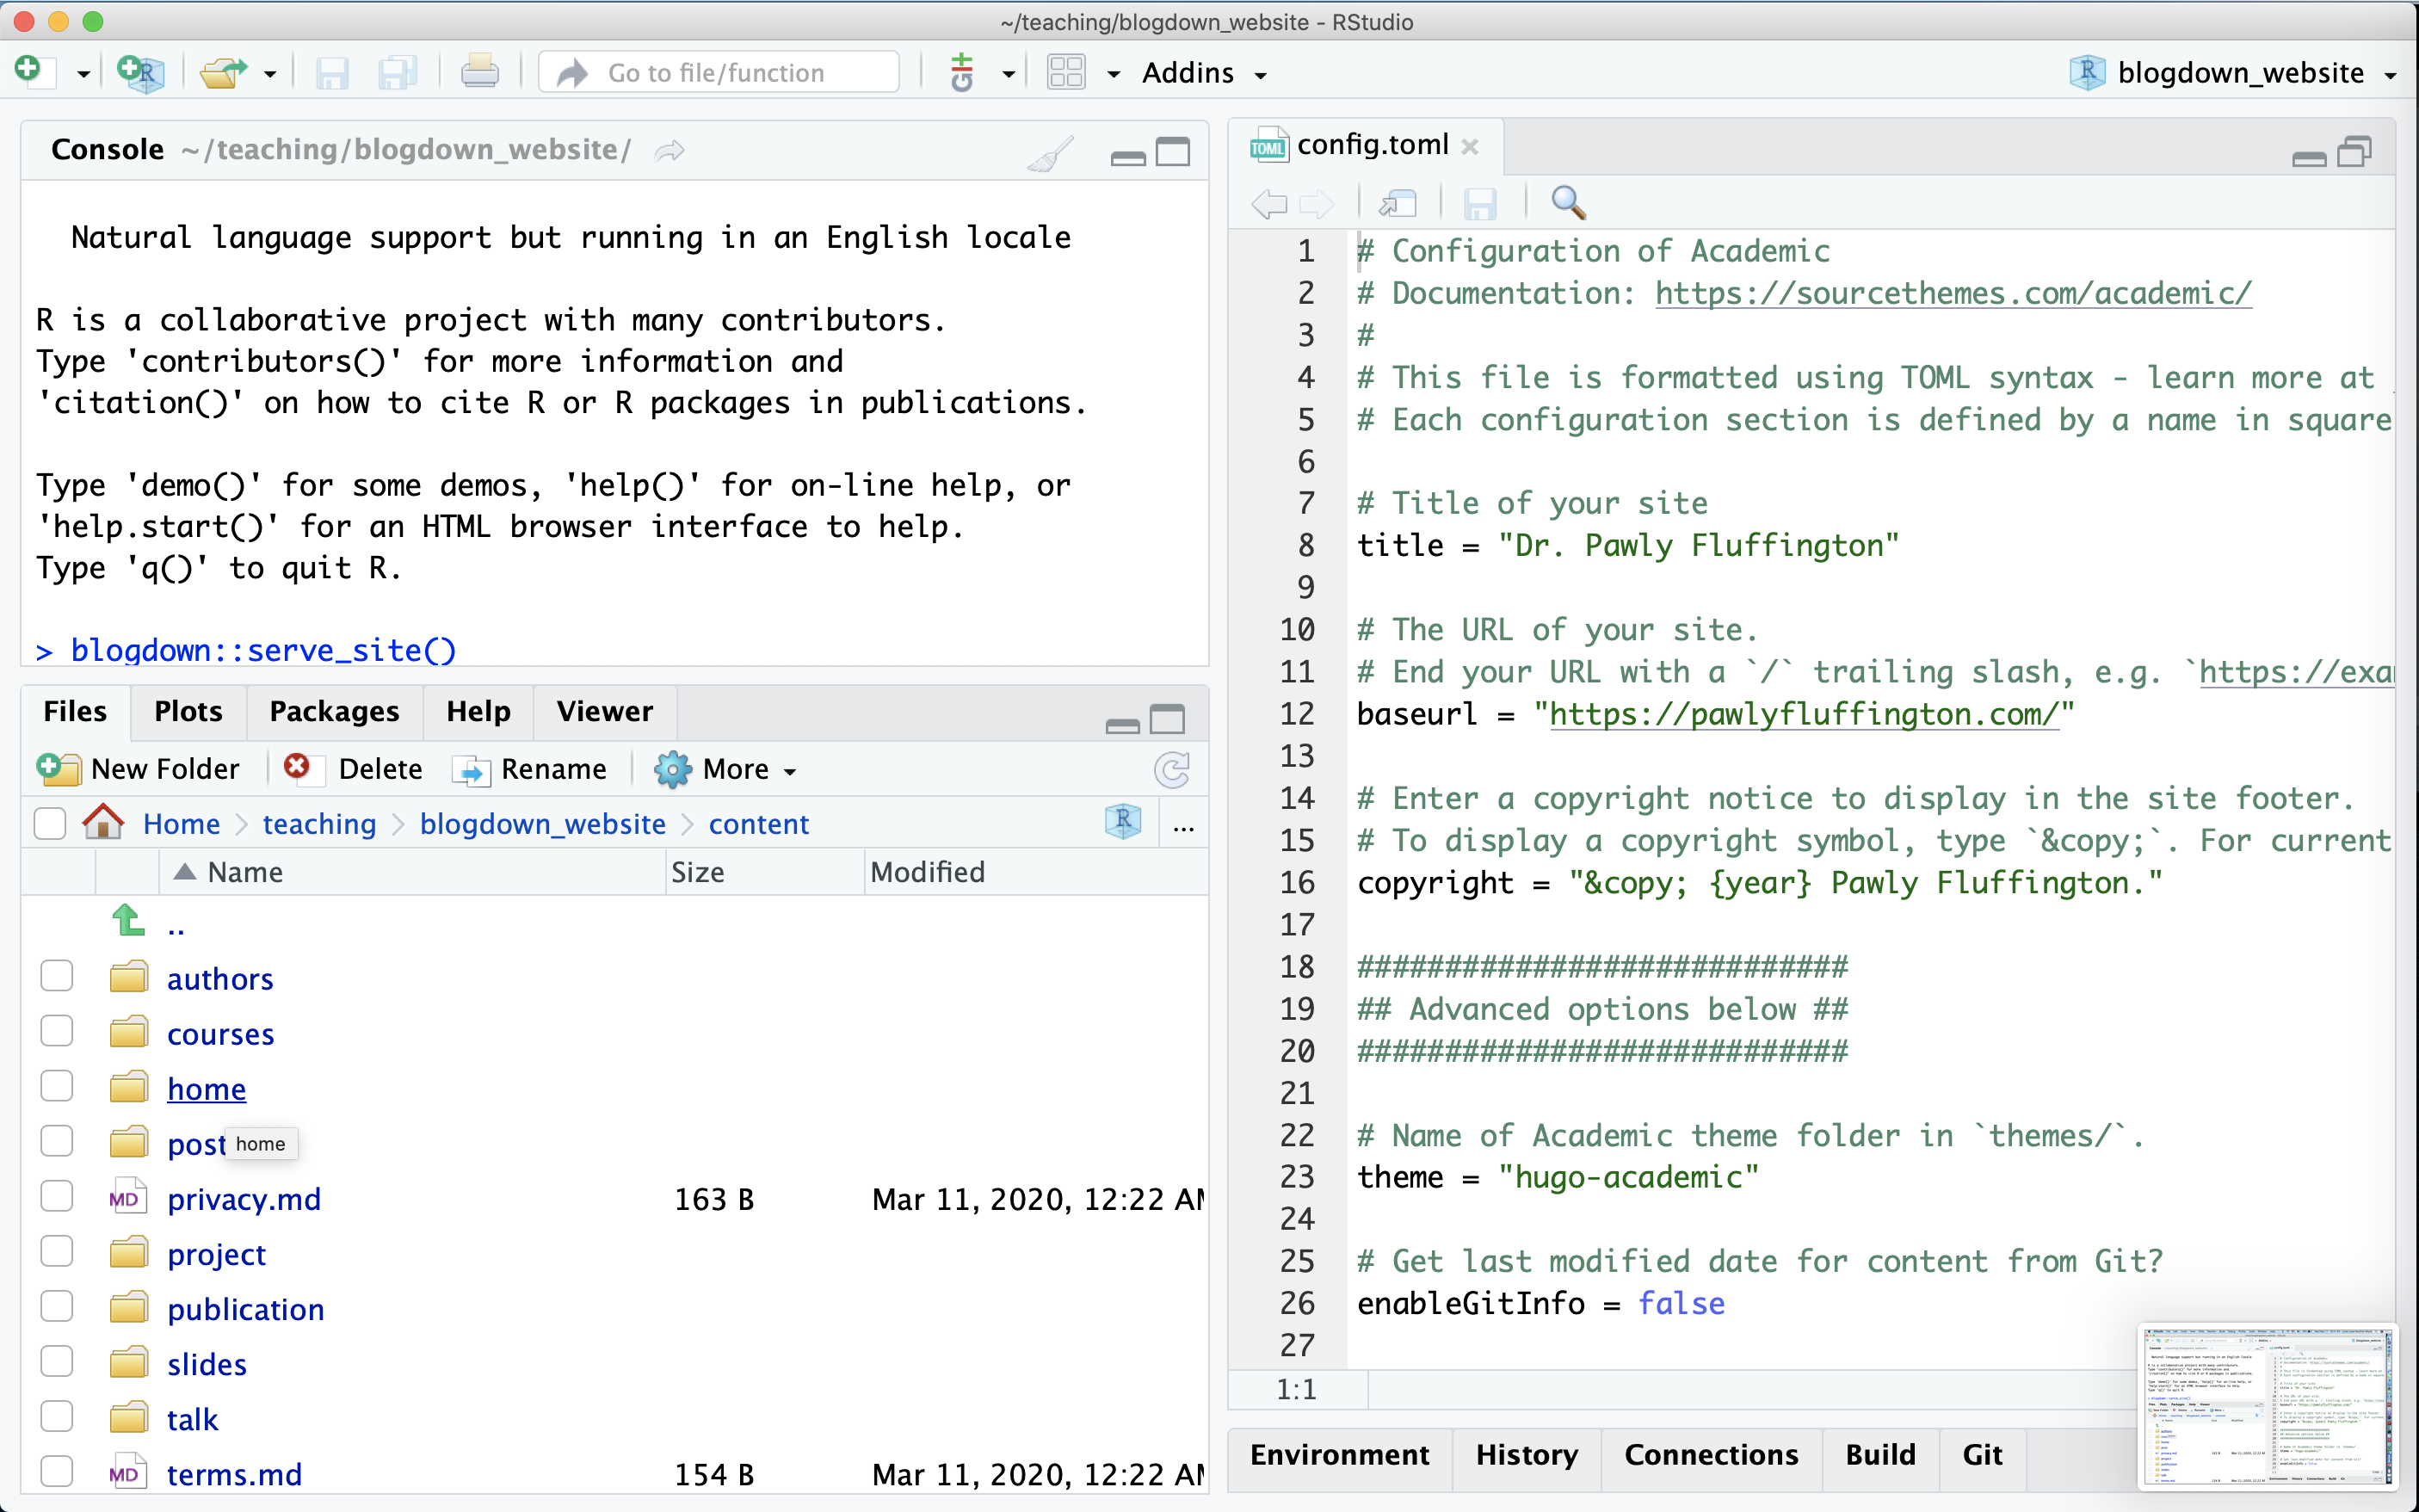 ~/teaching/blogdown_website - RStudio
Go to file/function
Addins
blogdown_website
Console ~/teaching/blogdown_website/
Natural language support but running in an English locale
R is a collaborative project with many contributors.
Type 'contributors()' for more information and
'citation()' on how to cite R or R packages in publications.
Type 'demo()' for some demos, 'help()' for on-line help, or
'help.start()' for an HTML browser interface to help.
Type 'q()' to quit R.
> blogdown::serve_site()
Files Plots Packages Help Viewer
New Folder Delete Rename More
Home teaching blogdown_website content ...
Name Size Modified
..
authors
courses
home
post
home
privacy.md 163 B Mar 11, 2020, 12:22 AM
project
publication
slides
talk
terms.md 154 B Mar 11, 2020, 12:22 AM
TOML config.toml
1 # Configuration of Academic
2 # Documentation: https://sourcethemes.com/academic/
3 #
4 # This file is formatted using TOML syntax - learn more at
5 # Each configuration section is defined by a name in square
6
7 # Title of your site
8 title = "Dr. Pawly Fluffington"
9
10 # The URL of your site.
11 # End your URL with a `/` trailing slash, e.g. `https://exa
12 baseurl = "https://pawlyfluffington.com/"
13
14 # Enter a copyright notice to display in the site footer.
15 # To display a copyright symbol, type `&copy;`. For current
16 copyright = "&copy; {year} Pawly Fluffington."
17
18 ############################
19 ## Advanced options below ##
20 ############################
21
22 # Name of Academic theme folder in `themes/`.
23 theme = "hugo-academic"
24
25 # Get last modified date for content from Git?
26 enableGitInfo = false
27
1:1
Environment History Connections Build Git